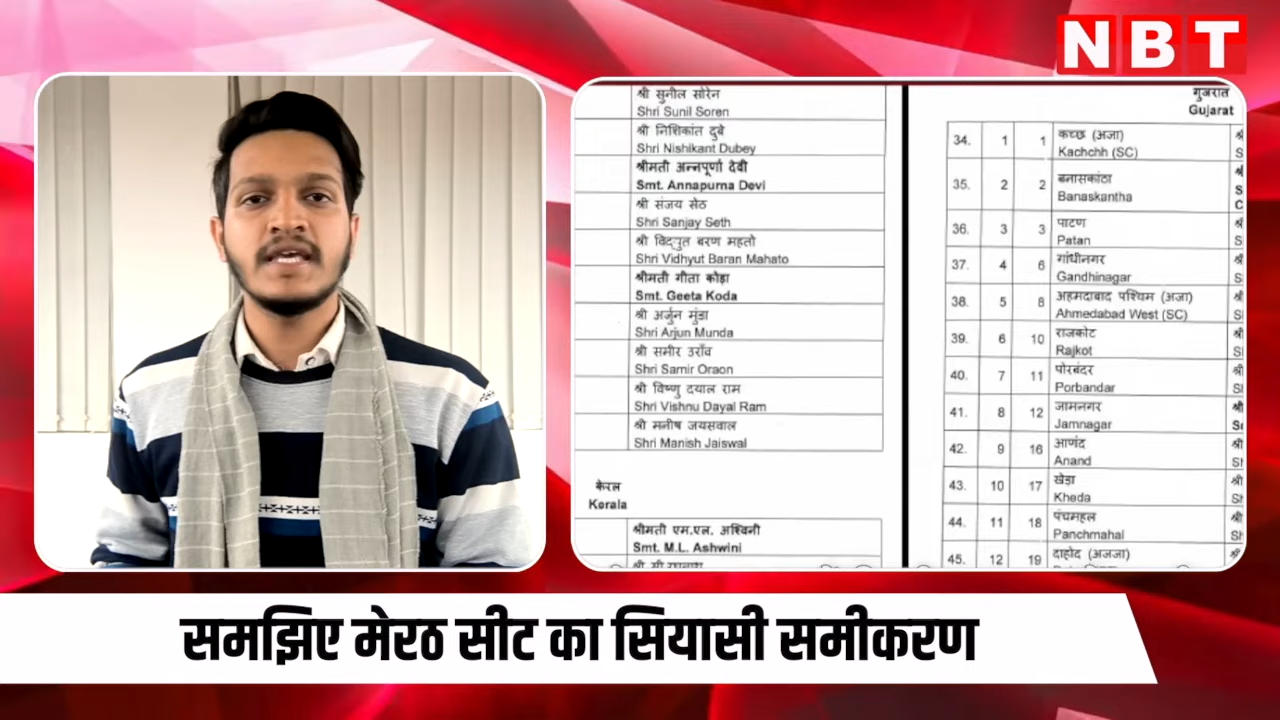 NBT
श्री सुनील सोरेन
Shri Sunil Soren
श्री निशिकांत दुबे
Shri Nishikant Dubey
श्रीमती अन्नपूर्णा देवी
Smt. Annapurna Devi
श्री संजय सेठ
Shri Sanjay Seth
श्री विद्युत बरण महतो
Shri Vidhyut Baran Mahato
श्रीमती गीता कोड़ा
Smt. Geeta Koda
श्री अर्जुन मुंडा
Shri Arjun Munda
श्री समीर उराँव
Shri Samir Oraon
श्री विष्णु दयाल राम
Shri Vishnu Dayal Ram
श्री मनीष जयसवाल
Shri Manish Jaiswal
केरल
Kerala
श्रीमती एम.एल. अश्विनी
Smt. M.L. Ashwini
गुजरात
Gujarat
34. 1 1 कच्छ (अजा)
Kachchh (SC)
35. 2 2 बनासकांठा
Banaskantha
36. 3 3 पाटण
Patan
37. 4 6 गांधीनगर
Gandhinagar
38. 5 8 अहमदाबाद पश्चिम (अजा)
Ahmedabad West (SC)
39. 6 10 राजकोट
Rajkot
40. 7 11 पोरबंदर
Porbandar
41. 8 12 जामनगर
Jamnagar
42. 9 16 आणंद
Anand
43. 10 17 खेड़ा
Kheda
44. 11 18 पंचमहल
Panchmahal
45. 12 19 दाहोद (अजजा)
समझिए मेरठ सीट का सियासी समीकरण